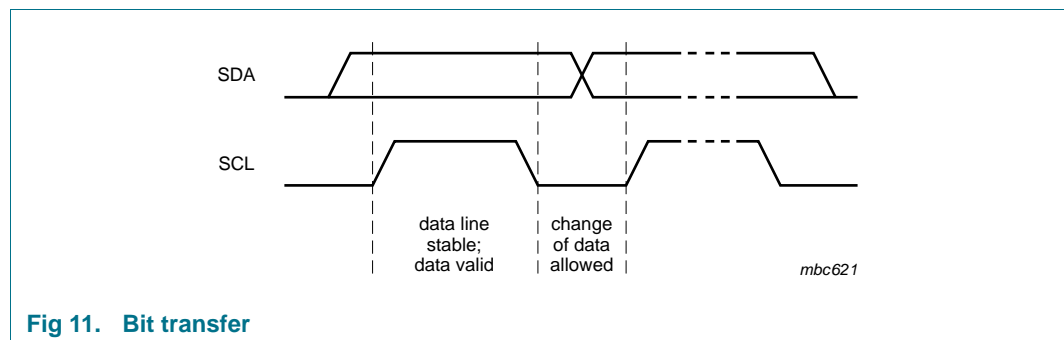 SDA
SCL
data line
stable;
data valid
change
of data
allowed
mbc621
Fig 11. Bit transfer